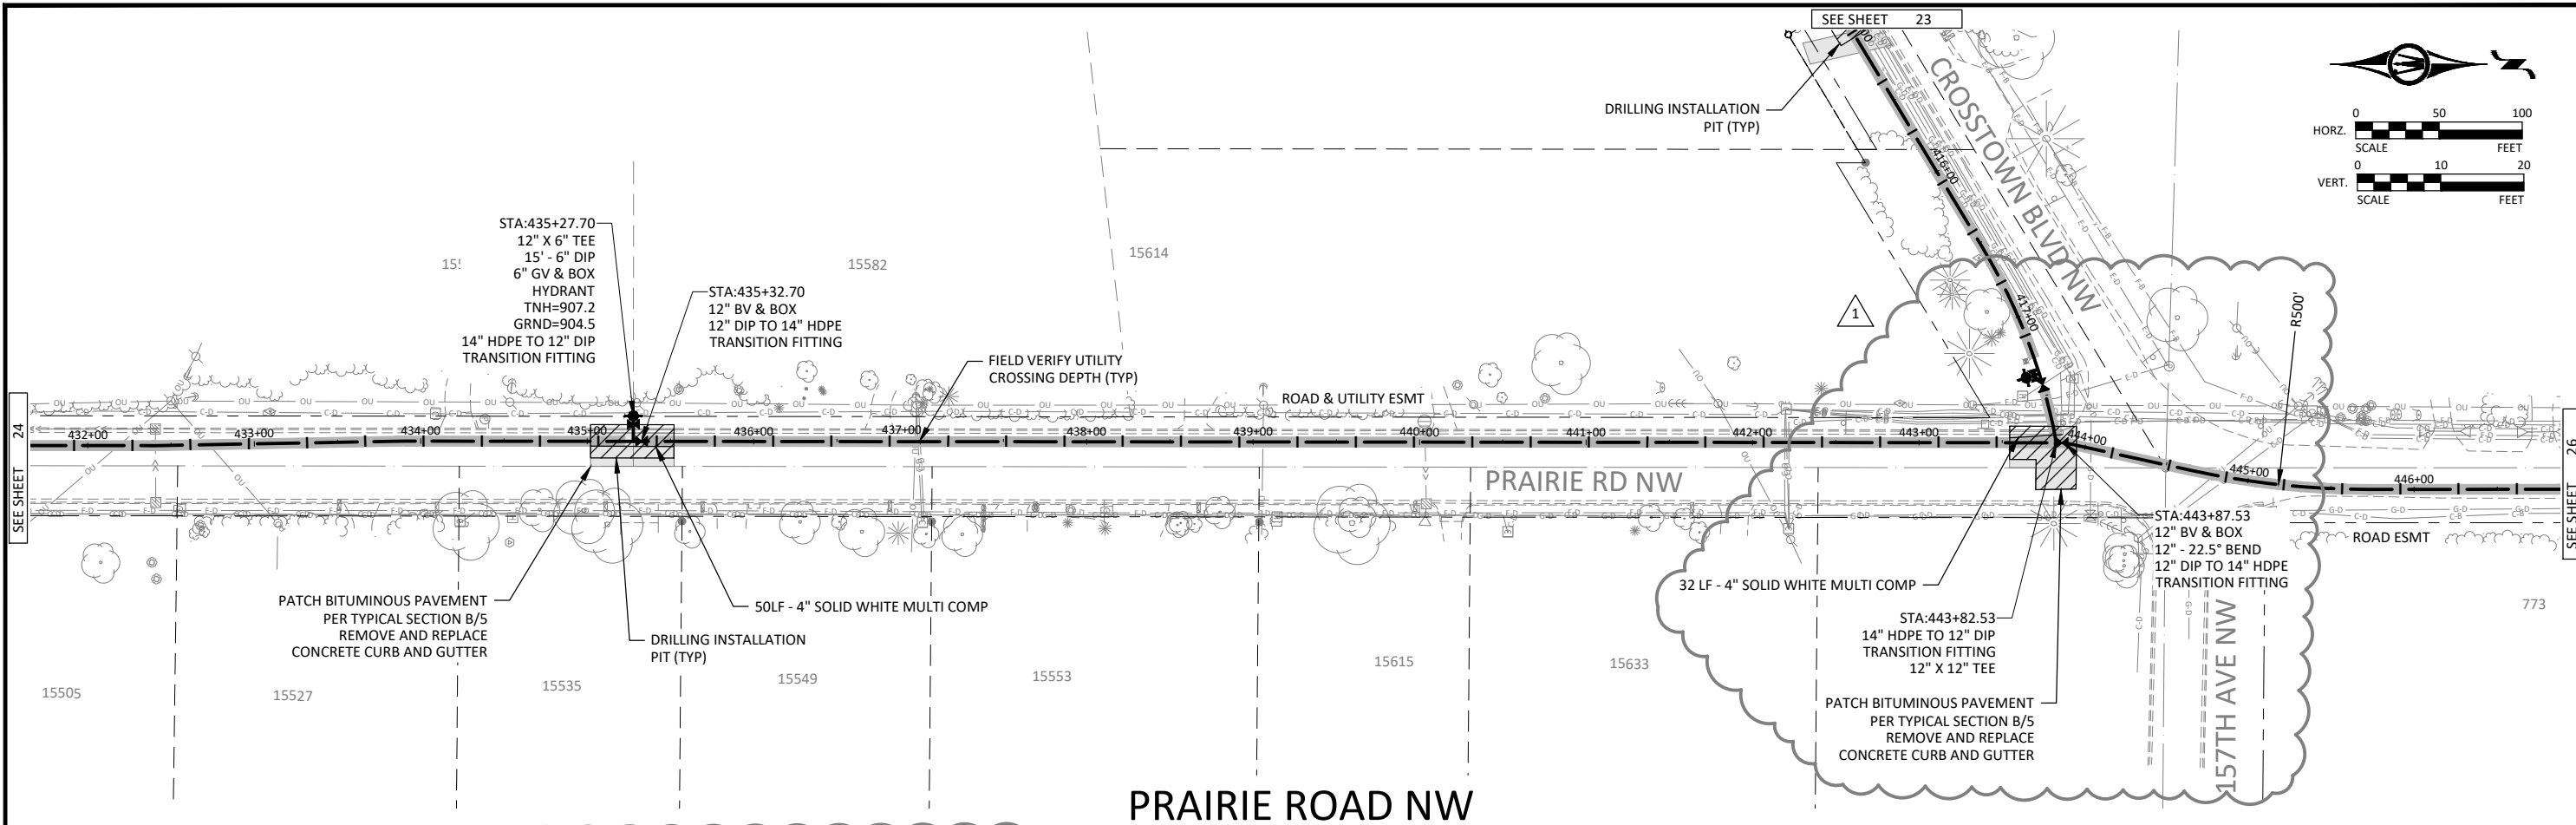 SEE SHEET 23
DRILLING INSTALLATION
PIT (TYP)
CROSSTOWN BLVD NW
HORZ.
0 50 100
SCALE FEET
VERT.
0 10 20
SCALE FEET
STA:435+27.70
12" X 6" TEE
15' - 6" DIP
6" GV & BOX
HYDRANT
TNH=907.2
GRND=904.5
14" HDPE TO 12" DIP
TRANSITION FITTING
STA:435+32.70
12" BV & BOX
12" DIP TO 14" HDPE
TRANSITION FITTING
15582
15614
FIELD VERIFY UTILITY
CROSSING DEPTH (TYP)
ROAD & UTILITY ESMT
1
416+00
417+00
R500'
SEE SHEET 24
432+00
433+00
434+00
435+00
436+00
437+00
438+00
439+00
440+00
441+00
442+00
443+00
444+00
445+00
446+00
SEE SHEET 26
PRAIRIE RD NW
PATCH BITUMINOUS PAVEMENT
PER TYPICAL SECTION B/5
REMOVE AND REPLACE
CONCRETE CURB AND GUTTER
50LF - 4" SOLID WHITE MULTI COMP
DRILLING INSTALLATION
PIT (TYP)
32 LF - 4" SOLID WHITE MULTI COMP
STA:443+82.53
14" HDPE TO 12" DIP
TRANSITION FITTING
12" X 12" TEE
PATCH BITUMINOUS PAVEMENT
PER TYPICAL SECTION B/5
REMOVE AND REPLACE
CONCRETE CURB AND GUTTER
STA:443+87.53
12" BV & BOX
12" - 22.5° BEND
12" DIP TO 14" HDPE
TRANSITION FITTING
ROAD ESMT
157TH AVE NW
773
15505
15527
15535
15549
15553
15615
15633
PRAIRIE ROAD NW